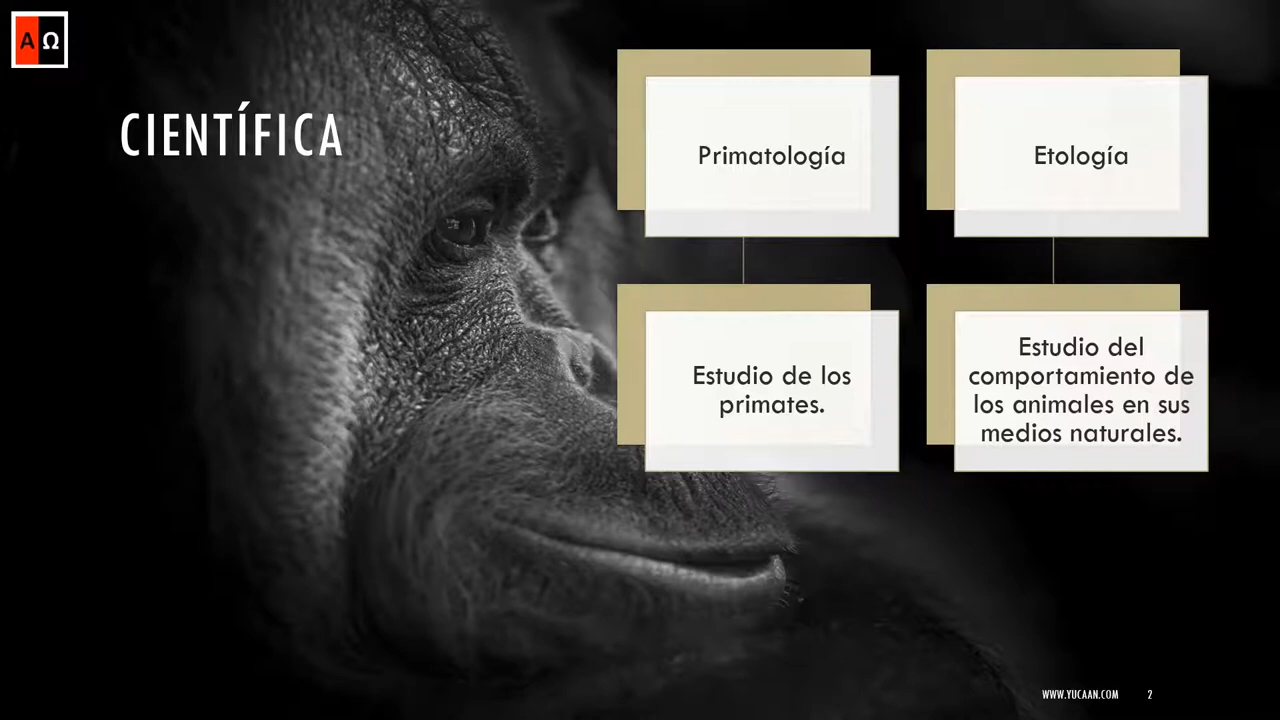 AΩ
CIENTÍFICA
Primatología
Etología
Estudio de los
primates.
Estudio del
comportamiento de
los animales en sus
medios naturales.
WWW.YUCAAN.COM 2